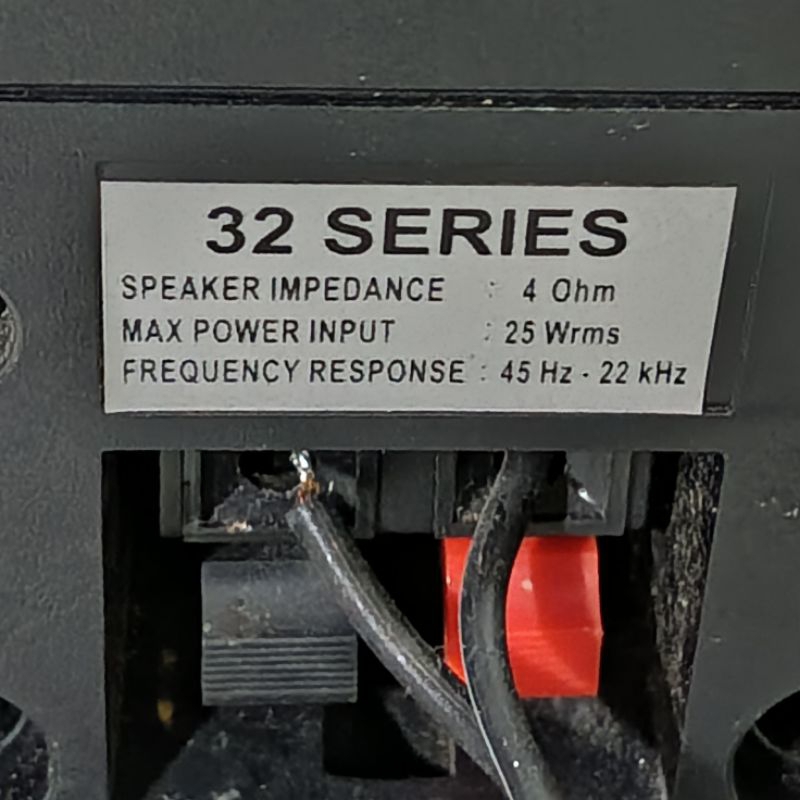 32 SERIES
SPEAKER IMPEDANCE : 4 Ohm
MAX POWER INPUT : 25 Wrms
FREQUENCY RESPONSE : 45 Hz - 22 kHz